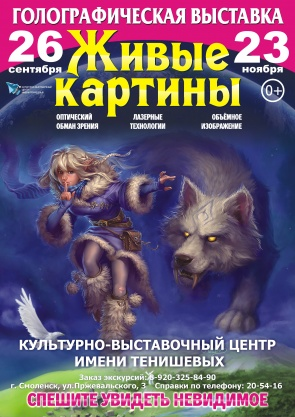 ГОЛОГРАФИЧЕСКАЯ ВЫСТАВКА
26 сентября
Живые картины
23 ноября
0+
ОПТИЧЕСКИЙ ОБМАН ЗРЕНИЯ
ЛАЗЕРНЫЕ ТЕХНОЛОГИИ
ОБЪЁМНОЕ ИЗОБРАЖЕНИЕ
КУЛЬТУРНО-ВЫСТАВОЧНЫЙ ЦЕНТР
ИМЕНИ ТЕНИШЕВЫХ
Заказ экскурсий: 8-920-325-84-90
г. Смоленск, ул.Пржевальского, 3 Справки по телефону: 20-54-16
СПЕШИТЕ УВИДЕТЬ НЕВИДИМОЕ